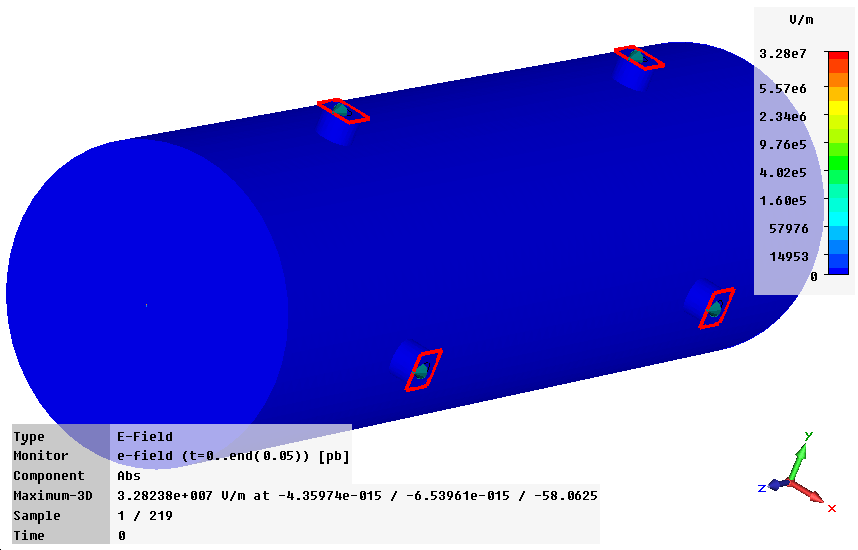 V/m
3.28e7
5.57e6
2.34e6
9.76e5
4.02e5
1.60e5
57976
14953
0
Type E-Field
Monitor e-field (t=0..end(0.05)) [pb]
Component Abs
Maximum-3D 3.28238e+007 V/m at -4.35974e-015 / -6.53961e-015 / -58.0625
Sample 1 / 219
Time 0
y
z
x